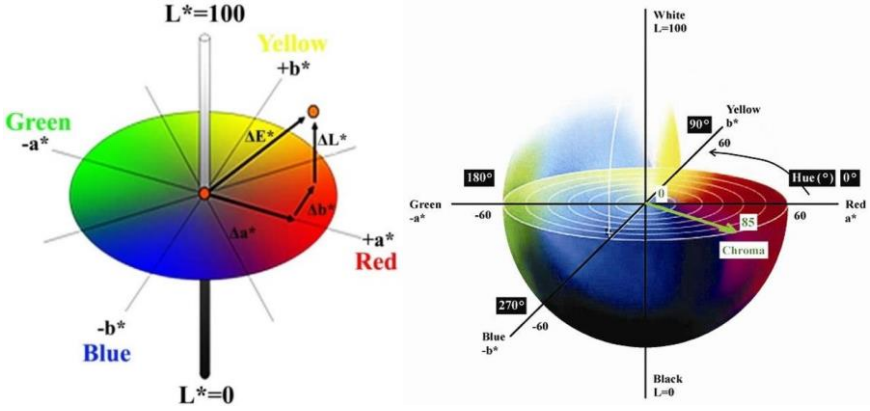 L*=100
Yellow
+b*
Green
-a*
ΔE*
ΔL*
Δb*
Δa*
+a*
Red
-b*
Blue
L*=0
White
L=100
Yellow
b*
90°
60
180°
Hue (°) 0°
0
Green
-a*
-60
60
Red
a*
85
Chroma
270°
-60
Blue
-b*
Black
L=0